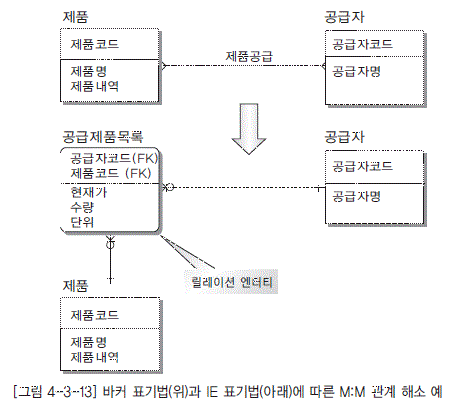 제품
제품코드
제품명
제품내역
제품공급
공급자
공급자코드
공급자명
공급제품목록
공급자코드(FK)
제품코드 (FK)
현재가
수량
단위
공급자
공급자코드
공급자명
릴레이션 엔터티
제품
제품코드
제품명
제품내역
[그림 4-3-13] 바커 표기법(위)과 IE 표기법(아래)에 따른 M:M 관계 해소 예